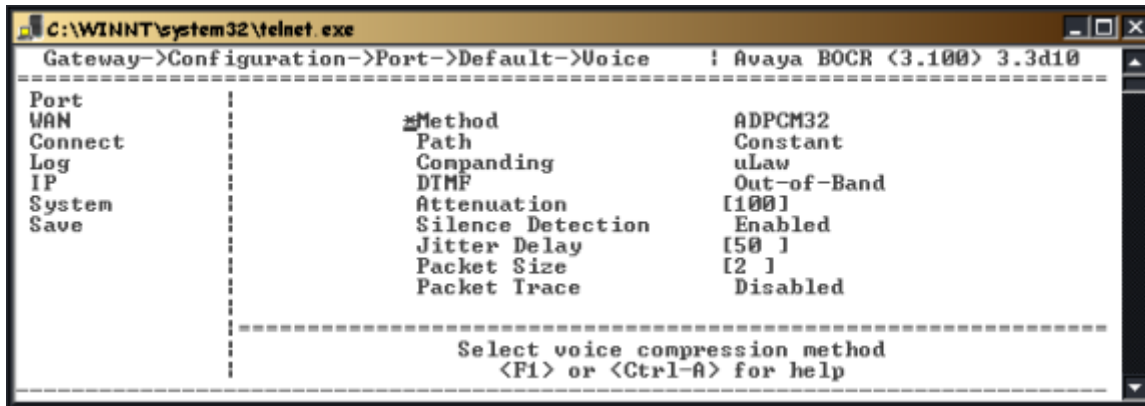 C:\WINNT\system32\telnet.exe
Gateway->Configuration->Port->Default->Voice | Avaya BOCR (3.100) 3.3d10
Port
WAN *Method ADPCM32
Connect Path Constant
Log Companding uLaw
IP DTMF Out-of-Band
System Attenuation [100]
Save Silence Detection Enabled
Jitter Delay [50 ]
Packet Size [2 ]
Packet Trace Disabled
Select voice compression method
<F1> or <Ctrl-A> for help